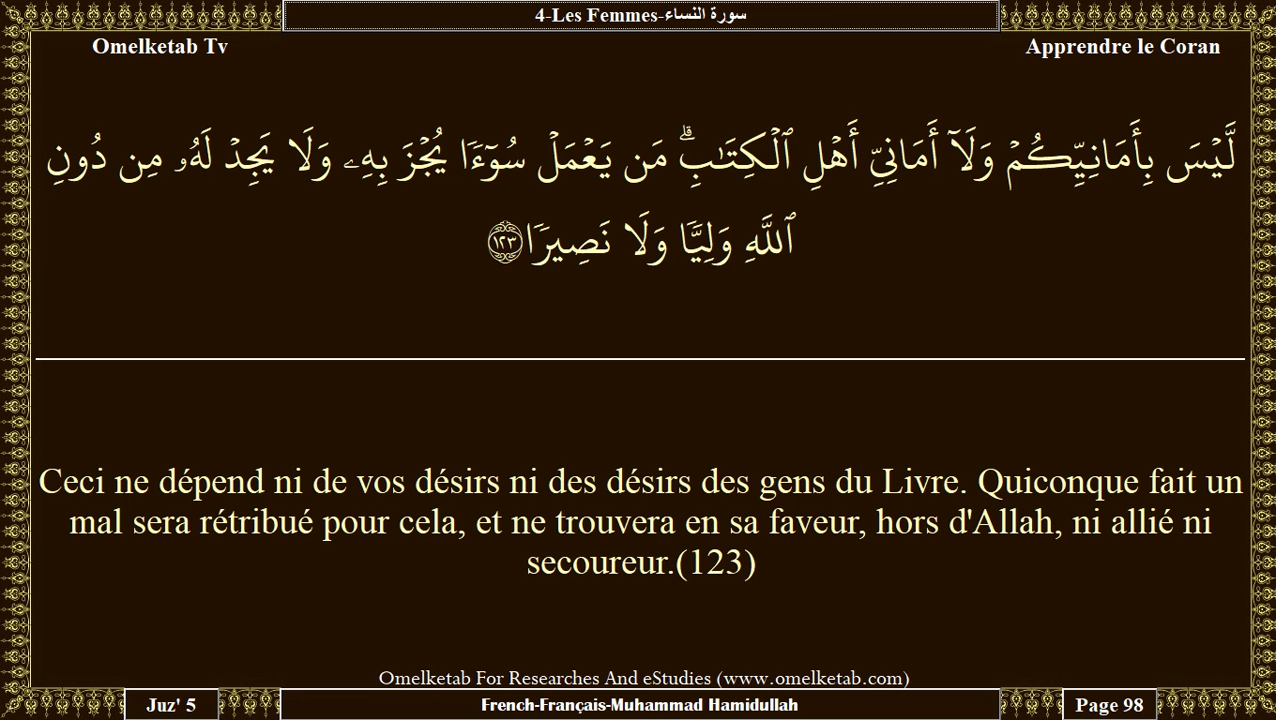 4-Les Femmes-سورة النساء
Omelketab Tv
Apprendre le Coran
لَّيۡسَ بِأَمَانِيِّكُمۡ وَلَآ أَمَانِيِّ أَهۡلِ ٱلۡكِتَٰبِۗ مَن يَعۡمَلۡ سُوٓءٗا يُجۡزَ بِهِۦ وَلَا يَجِدۡ لَهُۥ مِن دُونِ
ٱللَّهِ وَلِيّٗا وَلَا نَصِيرٗا ١٢٣
Ceci ne dépend ni de vos désirs ni des désirs des gens du Livre. Quiconque fait un
mal sera rétribué pour cela, et ne trouvera en sa faveur, hors d'Allah, ni allié ni
secoureur.(123)
Omelketab For Researches And eStudies (www.omelketab.com)
Juz' 5
French-Français-Muhammad Hamidullah
Page 98